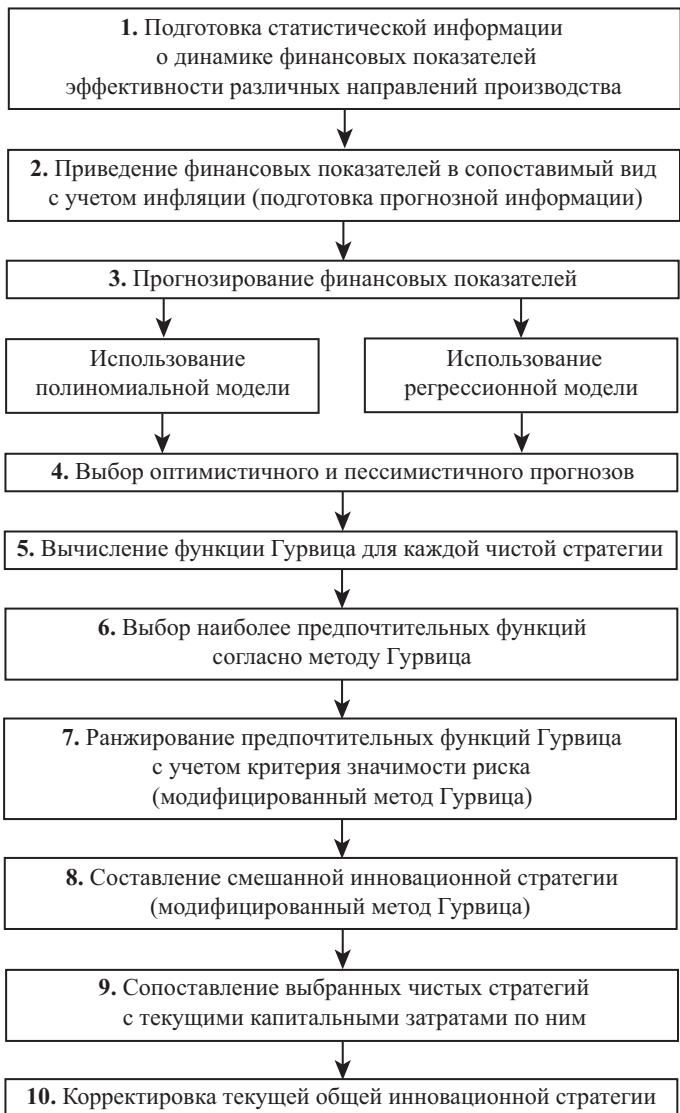 1. Подготовка статистической информации
о динамике финансовых показателей
эффективности различных направлений производства
2. Приведение финансовых показателей в сопоставимый вид
с учетом инфляции (подготовка прогнозной информации)
3. Прогнозирование финансовых показателей
Использование
полиномиальной модели
Использование
регрессионной модели
4. Выбор оптимистичного и пессимистичного прогнозов
5. Вычисление функции Гурвица для каждой чистой стратегии
6. Выбор наиболее предпочтительных функций
согласно методу Гурвица
7. Ранжирование предпочтительных функций Гурвица
с учетом критерия значимости риска
(модифицированный метод Гурвица)
8. Составление смешанной инновационной стратегии
(модифицированный метод Гурвица)
9. Сопоставление выбранных чистых стратегий
с текущими капитальными затратами по ним
10. Корректировка текущей общей инновационной стратегии